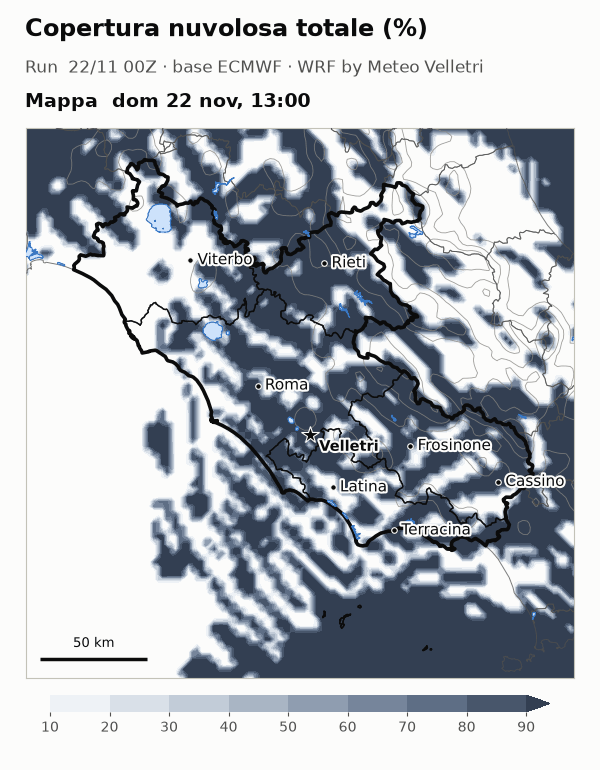 Copertura nuvolosa totale (%)
Run 22/11 00Z · base ECMWF · WRF by Meteo Velletri
Mappa dom 22 nov, 13:00
Viterbo
Rieti
Roma
Velletri
Frosinone
Latina
Cassino
Terracina
50 km
10 20 30 40 50 60 70 80 90